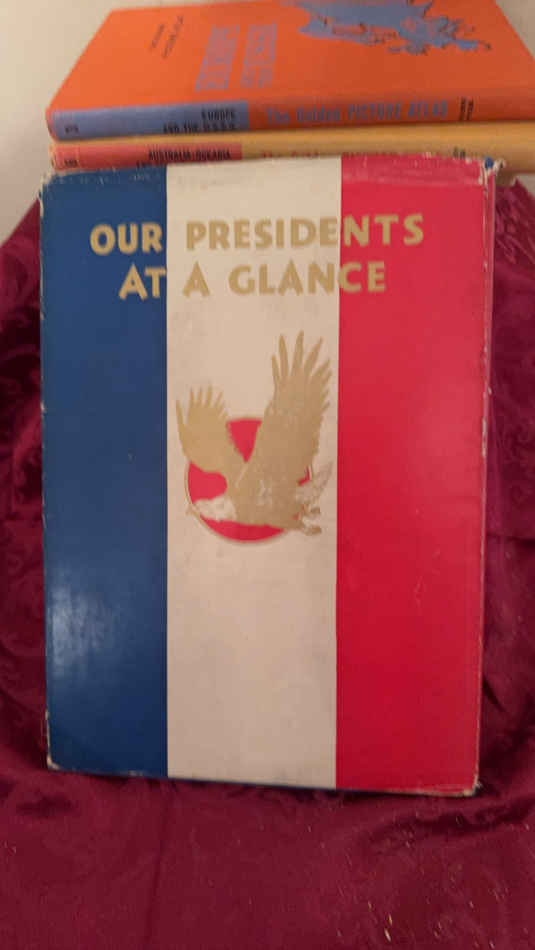 EUROPE
AND THE U.S.S.R.
The Golden PICTURE ATLAS
AUSTRALIA-OCEANIA
OUR PRESIDENTS
AT A GLANCE